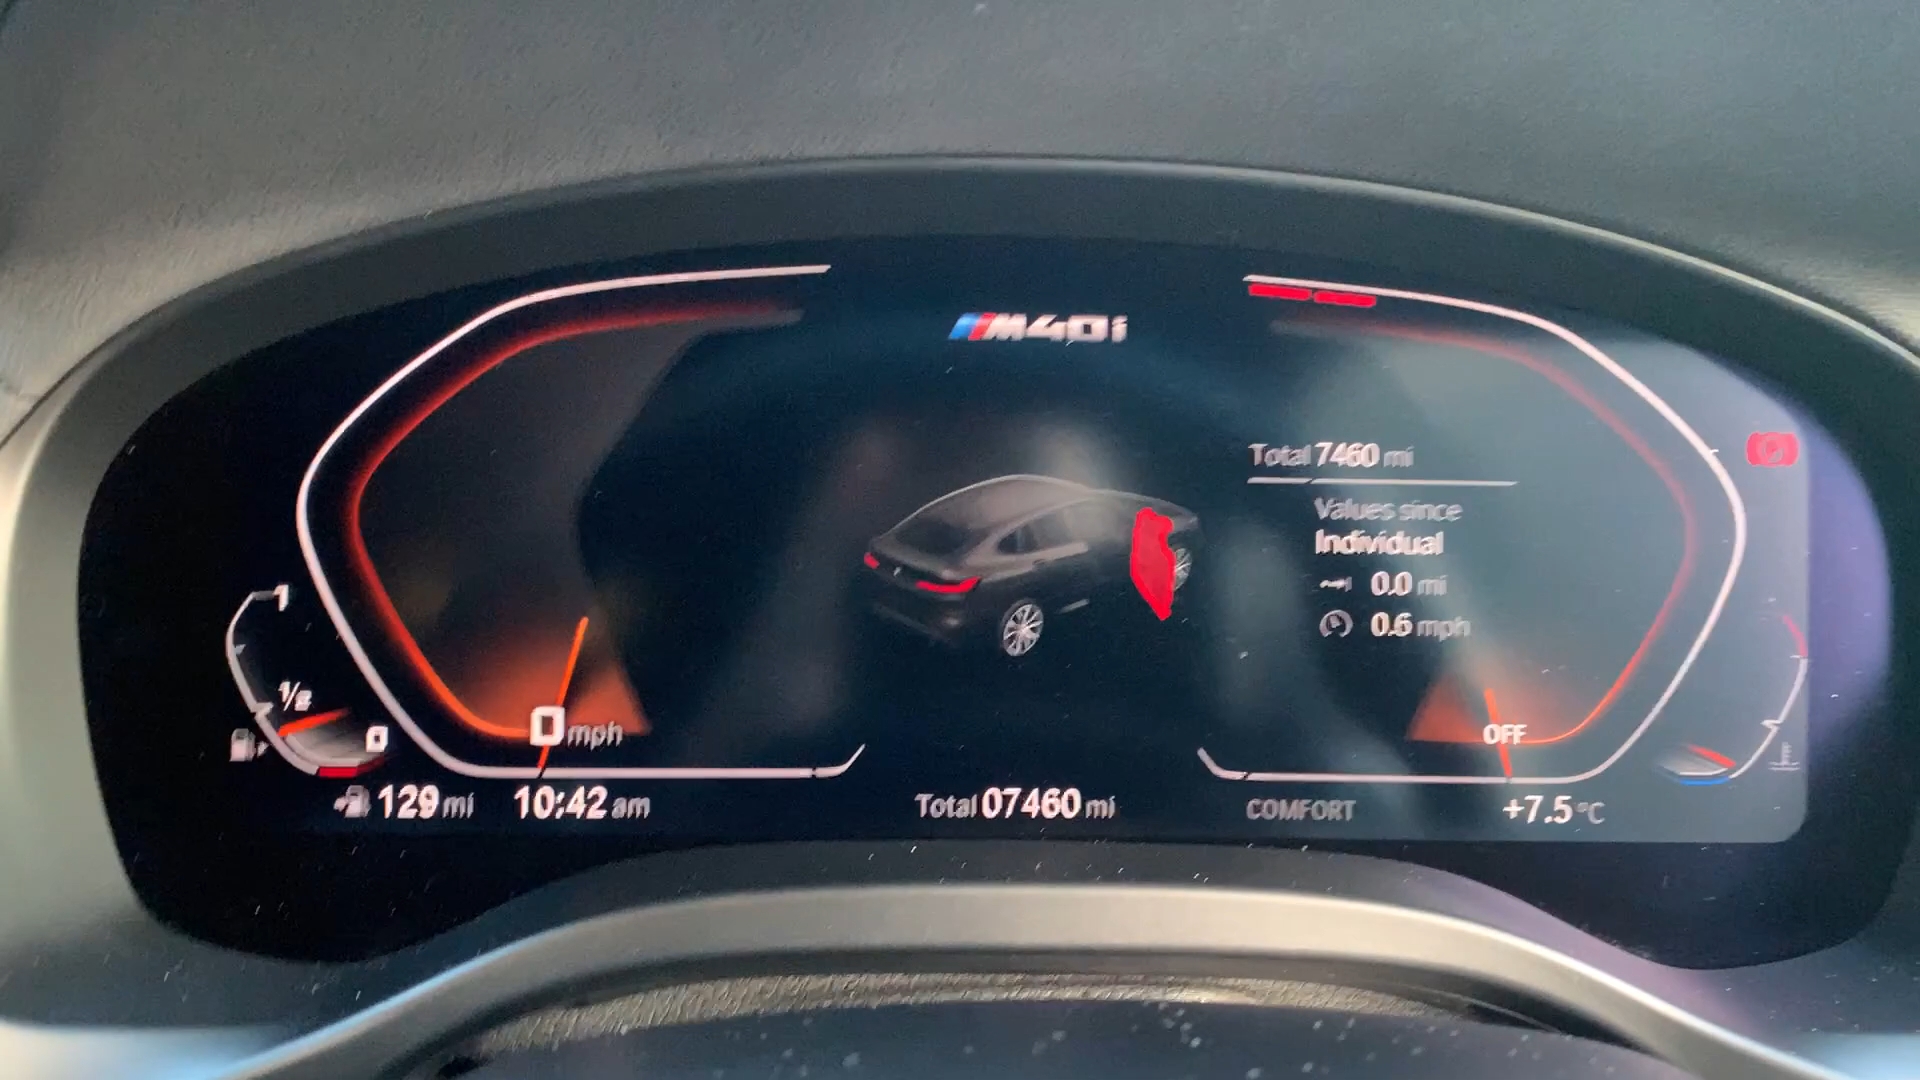 M40i
Total 7460 mi
Values since
Individual
0.0 mi
0.6 mph
1
1/2
0
0 mph
OFF
129 mi
10:42 am
Total 07460 mi
COMFORT
+7.5 °C